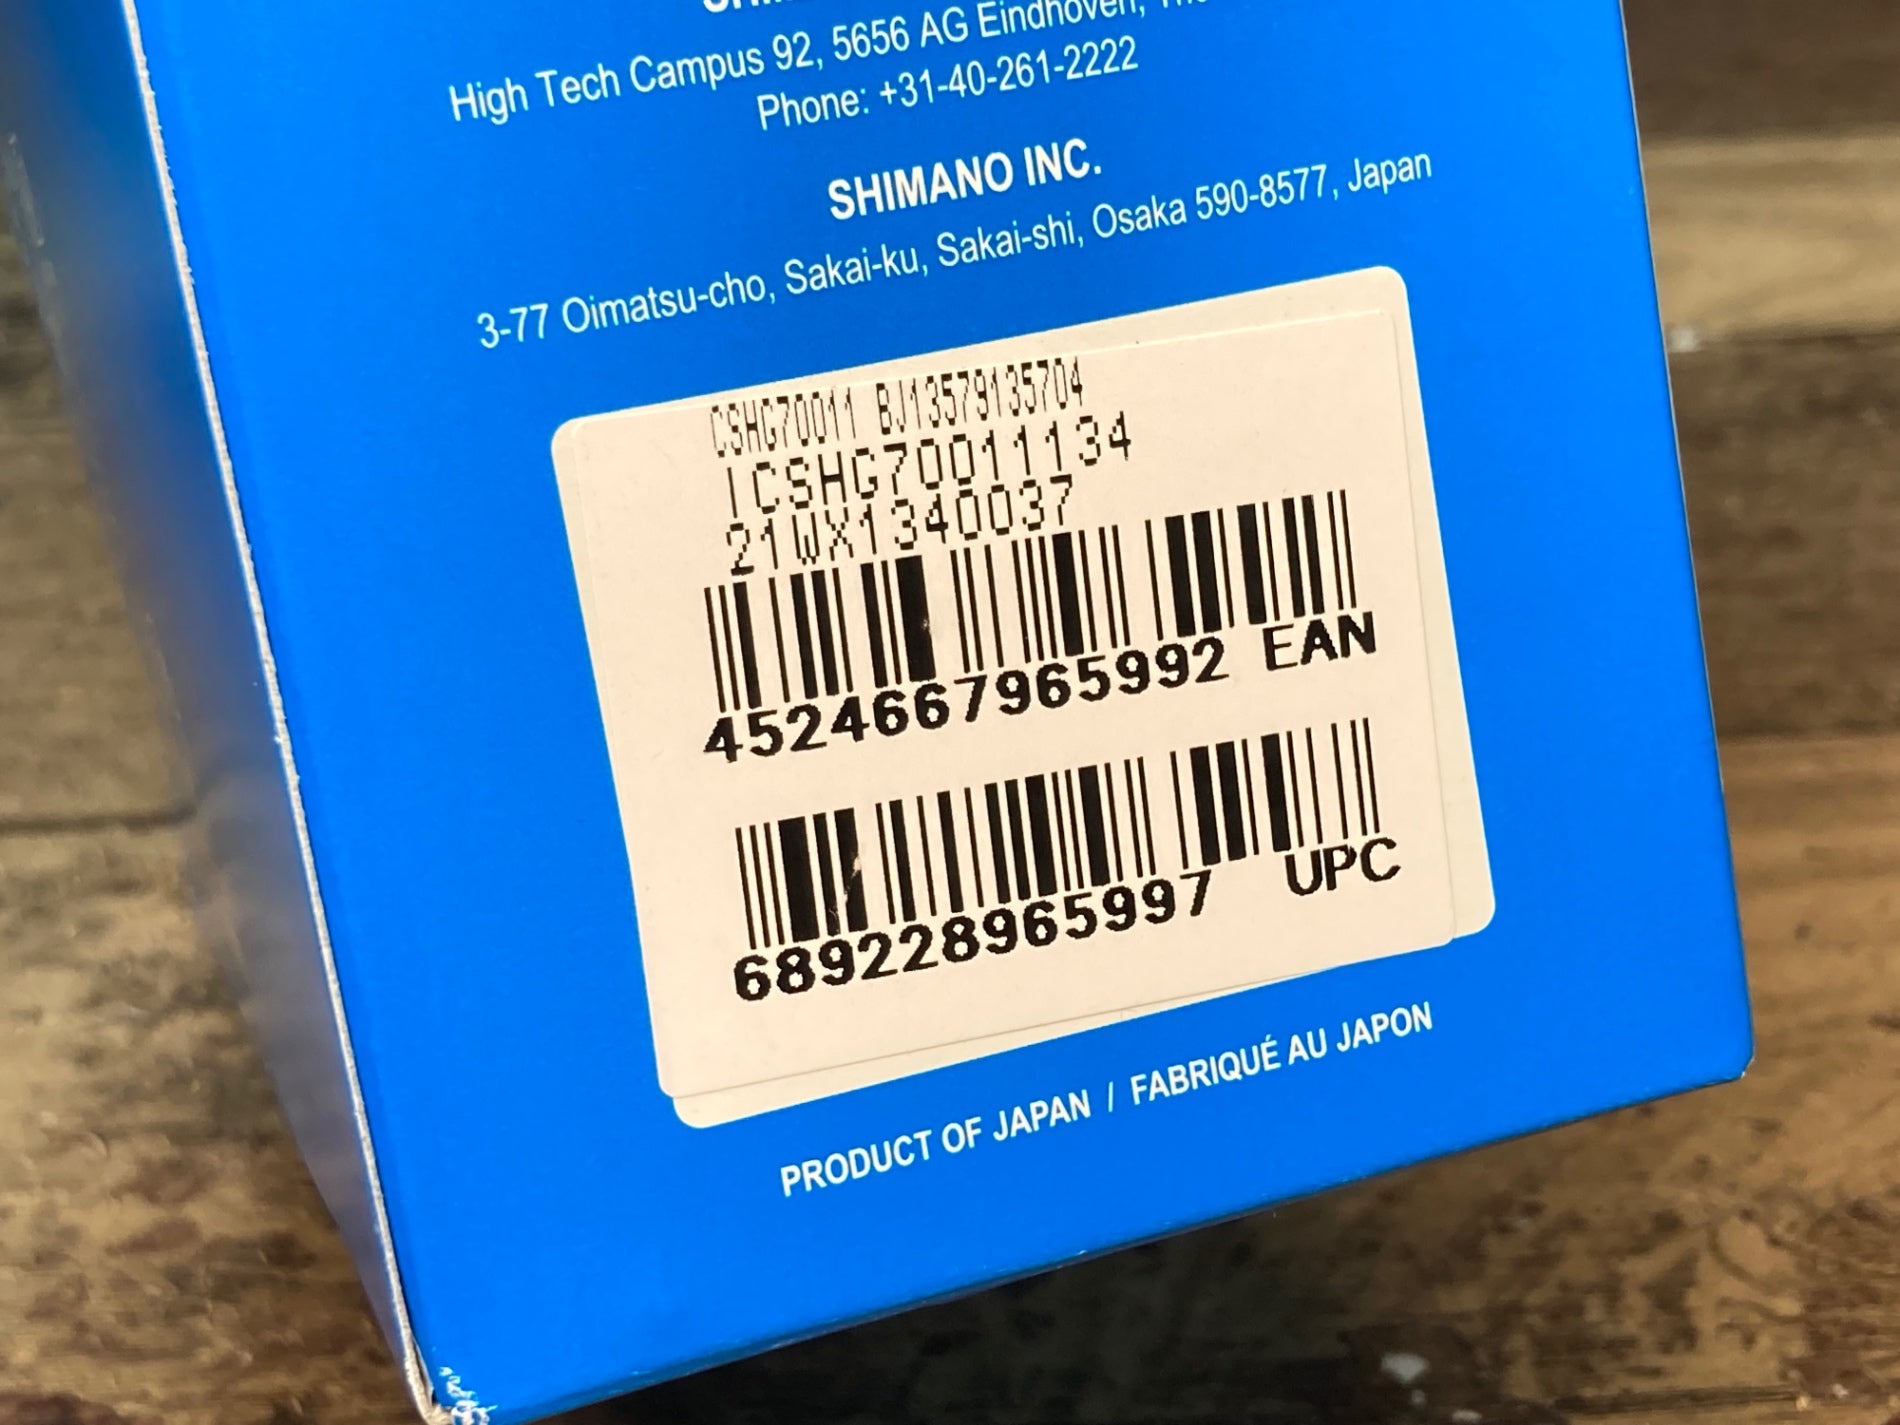 High Tech Campus 92, 5656 AG Eindhoven,
Phone: +31-40-261-2222
SHIMANO INC.
3-77 Oimatsu-cho, Sakai-ku, Sakai-shi, Osaka 590-8577, Japan
CSHG70011 BJ13579135704
ICSHG70011134
21WX1340037
4524667965992 EAN
689228965997 UPC
PRODUCT OF JAPAN / FABRIQUÉ AU JAPON